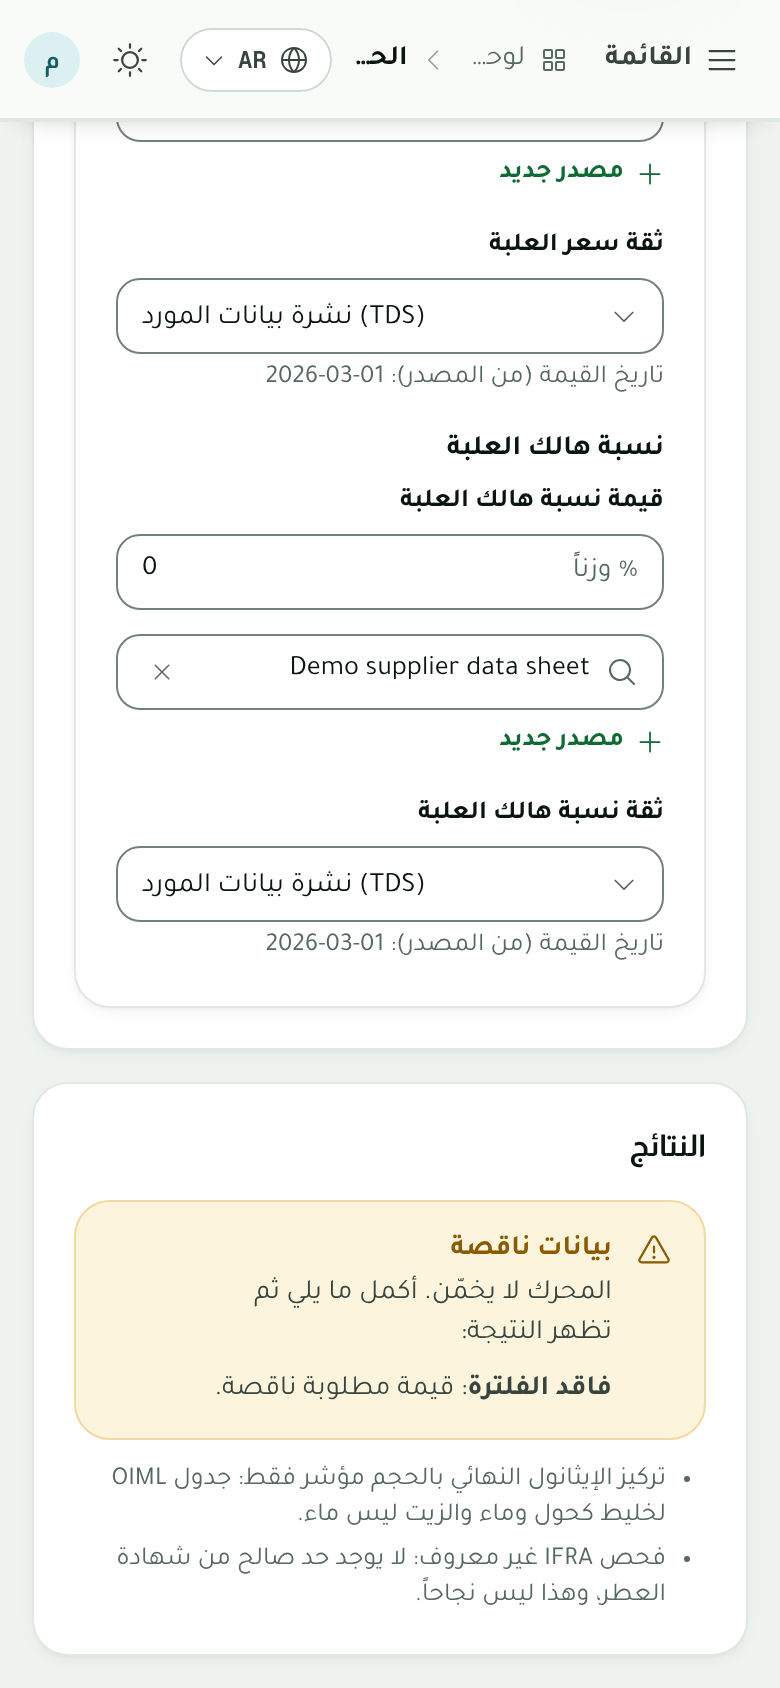 القائمة
لوحـ...
الحـ...
AR
م
مصدر جديد
ثقة سعر العلبة
نشرة بيانات المورد (TDS)
تاريخ القيمة (من المصدر): 2026-03-01
نسبة هالك العلبة
قيمة نسبة هالك العلبة
% وزناً
0
Demo supplier data sheet
مصدر جديد
ثقة نسبة هالك العلبة
نشرة بيانات المورد (TDS)
تاريخ القيمة (من المصدر): 2026-03-01
النتائج
بيانات ناقصة
المحرك لا يخمّن. أكمل ما يلي ثم
تظهر النتيجة:
فاقد الفلترة: قيمة مطلوبة ناقصة.
• تركيز الإيثانول النهائي بالحجم مؤشر فقط: جدول OIML
لخليط كحول وماء والزيت ليس ماء.
• فحص IFRA غير معروف: لا يوجد حد صالح من شهادة
العطر، وهذا ليس نجاحاً.